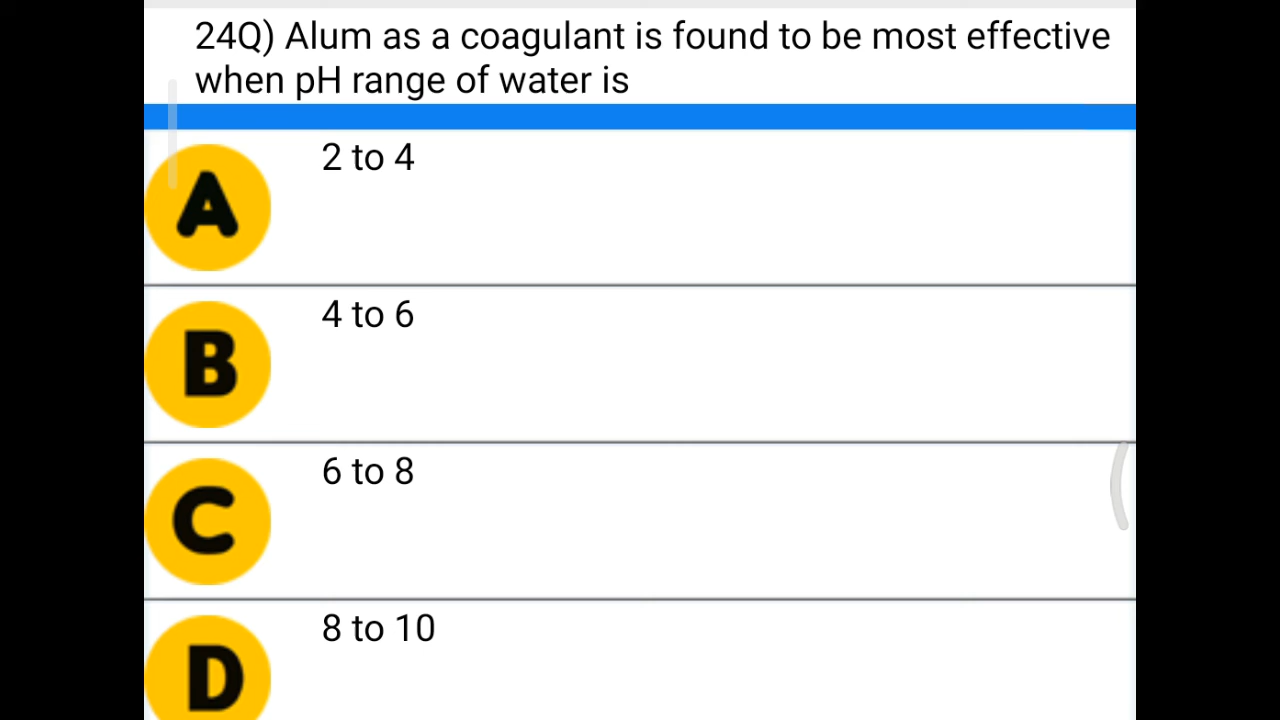 24Q) Alum as a coagulant is found to be most effective
when pH range of water is
A
2 to 4
B
4 to 6
C
6 to 8
D
8 to 10